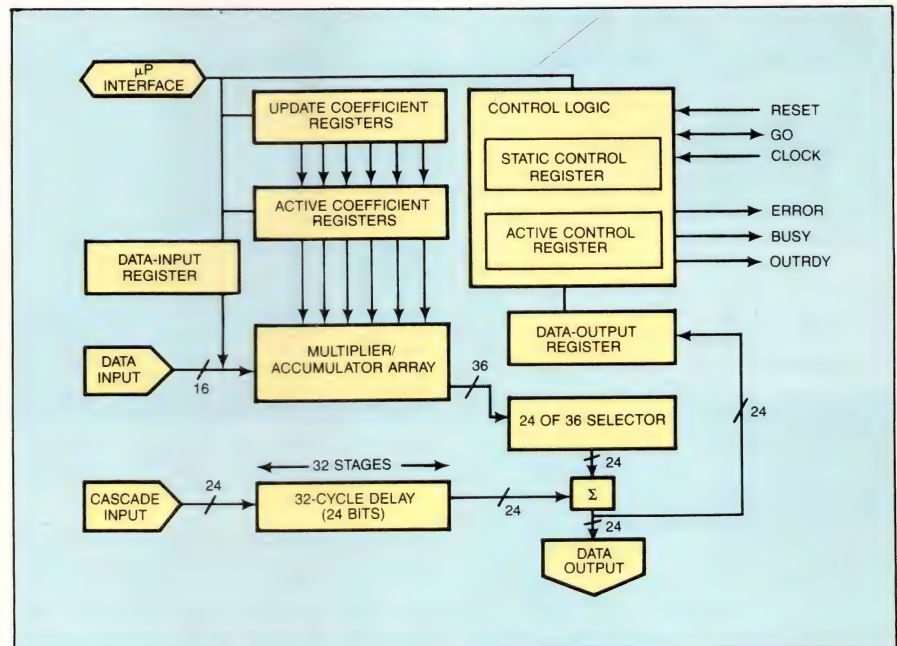 µP
INTERFACE
UPDATE COEFFICIENT
REGISTERS
ACTIVE COEFFICIENT
REGISTERS
DATA-INPUT
REGISTER
DATA
INPUT
16
MULTIPLIER/
ACCUMULATOR ARRAY
36
CONTROL LOGIC
STATIC CONTROL
REGISTER
ACTIVE CONTROL
REGISTER
RESET
GO
CLOCK
ERROR
BUSY
OUTRDY
DATA-OUTPUT
REGISTER
24 OF 36 SELECTOR
24
24
32 STAGES
CASCADE
INPUT
24
32-CYCLE DELAY
(24 BITS)
24
Σ
24
DATA
OUTPUT